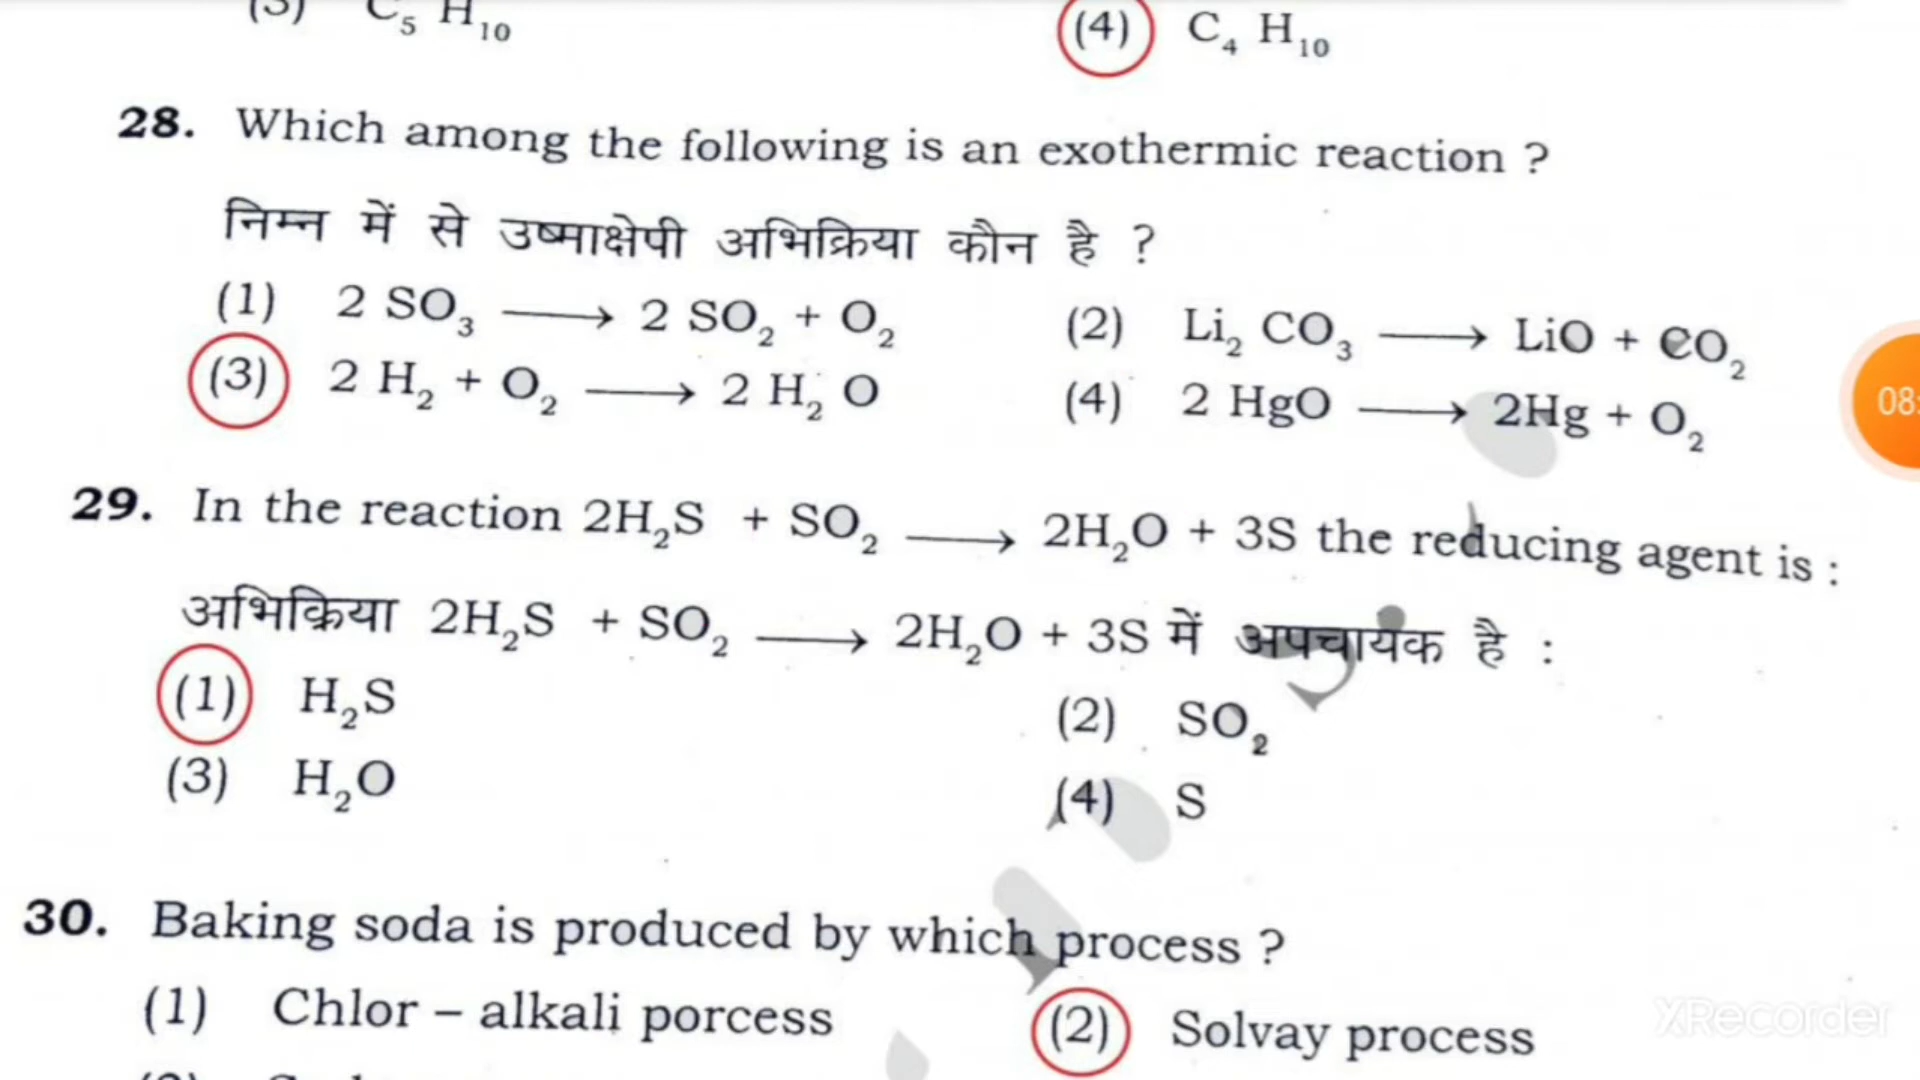 (3) C₅ H₁₀ (4) C₄ H₁₀
28. Which among the following is an exothermic reaction ?
निम्न में से उष्माक्षेपी अभिक्रिया कौन है ?
(1) 2 SO₃ ⟶ 2 SO₂ + O₂ (2) Li₂ CO₃ ⟶ LiO + CO₂
(3) 2 H₂ + O₂ ⟶ 2 H₂ O (4) 2 HgO ⟶ 2Hg + O₂
29. In the reaction 2H₂S + SO₂ ⟶ 2H₂O + 3S the reducing agent is :
अभिक्रिया 2H₂S + SO₂ ⟶ 2H₂O + 3S में अपचायक है :
(1) H₂S (2) SO₂
(3) H₂O (4) S
30. Baking soda is produced by which process ?
(1) Chlor – alkali porcess (2) Solvay process
XRecorder
08: